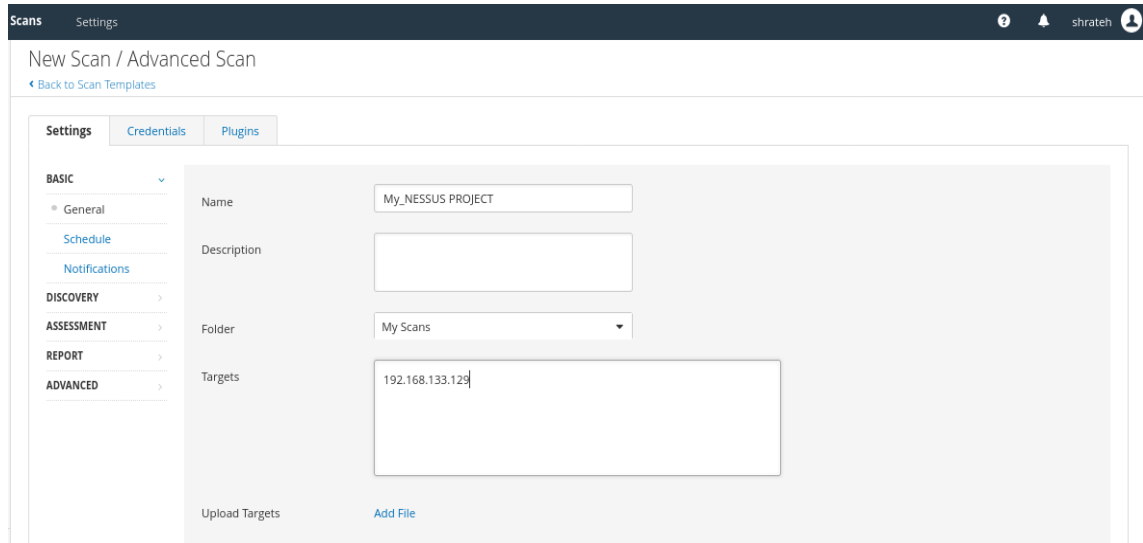 Scans Settings shrateh
New Scan / Advanced Scan
Back to Scan Templates
Settings Credentials Plugins
BASIC
General
Schedule
Notifications
DISCOVERY
ASSESSMENT
REPORT
ADVANCED
Name My_NESSUS PROJECT
Description
Folder My Scans
Targets 192.168.133.129
Upload Targets Add File